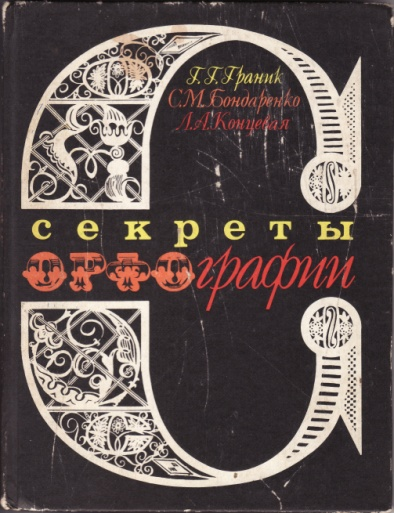 Г. Г. Граник
С. М. Бондаренко
Л. А. Концевая
С
секреты
орфографии